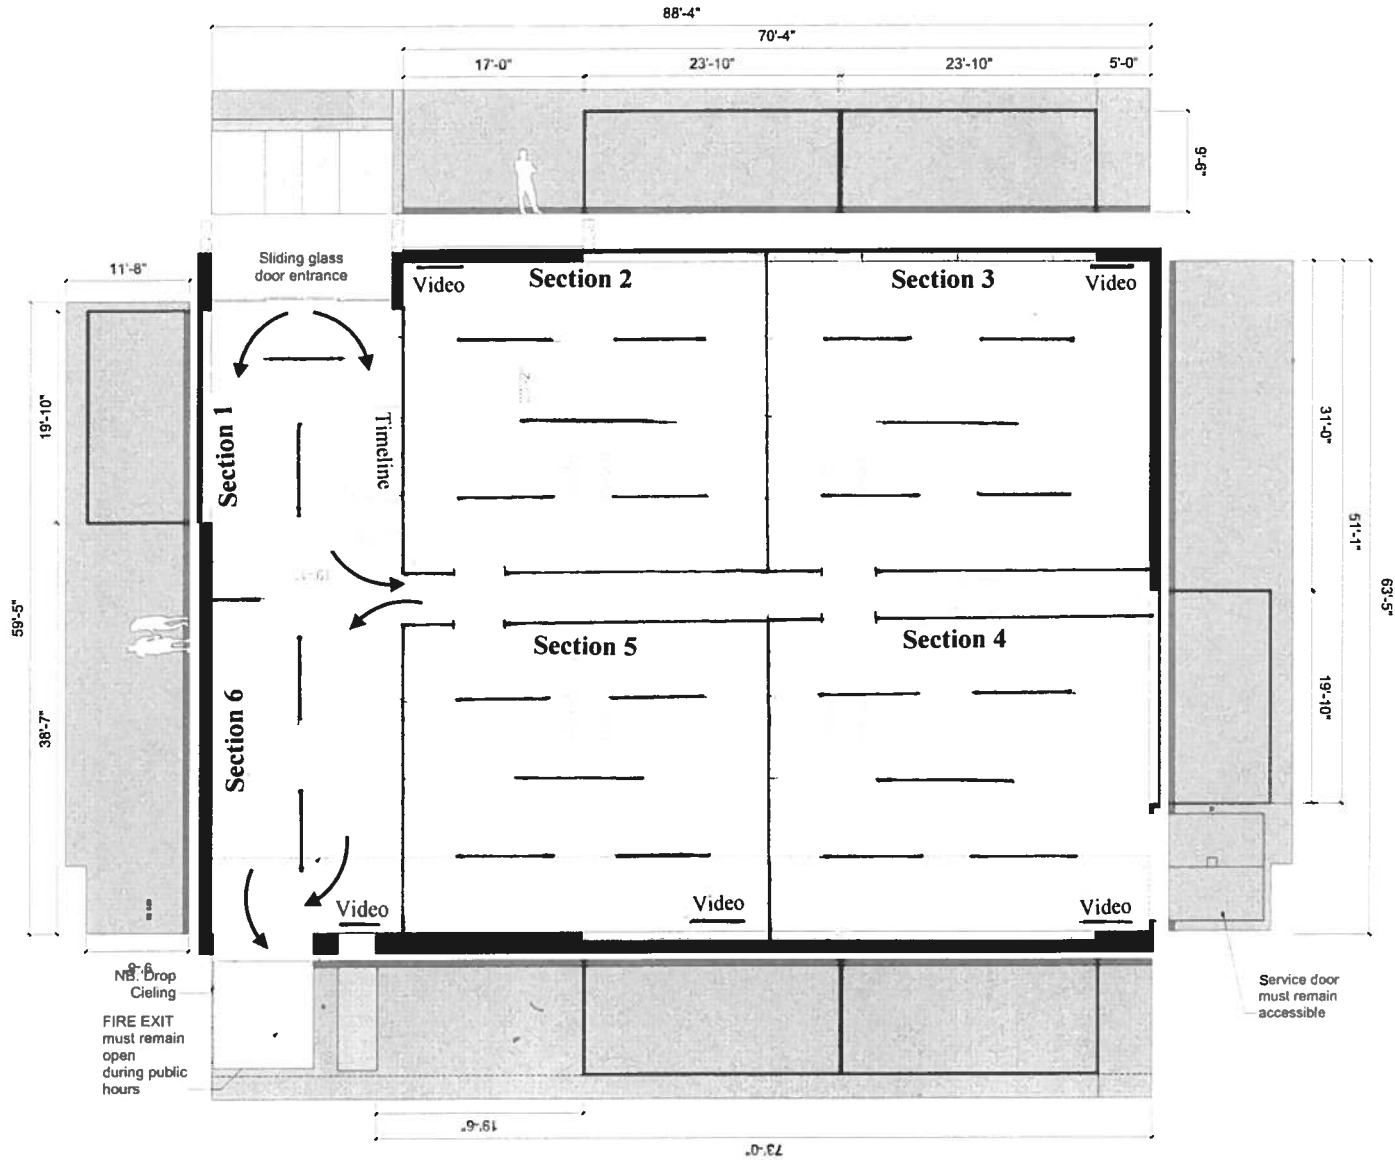 88'-4"
70'-4"
17'-0"
23'-10"
23'-10"
5'-0"
9'-6"
Sliding glass
door entrance
11'-8"
Video
Section 2
Section 3
Video
19'-10"
Section 1
Timeline
31'-0"
51'-1"
59'-5"
63'-5"
Section 5
Section 4
38'-7"
Section 6
19'-10"
Video
Video
Video
9'-6"
NB. Drop
Cieling
FIRE EXIT
must remain
open
during public
hours
Service door
must remain
accessible
19'-6"
73'-0"